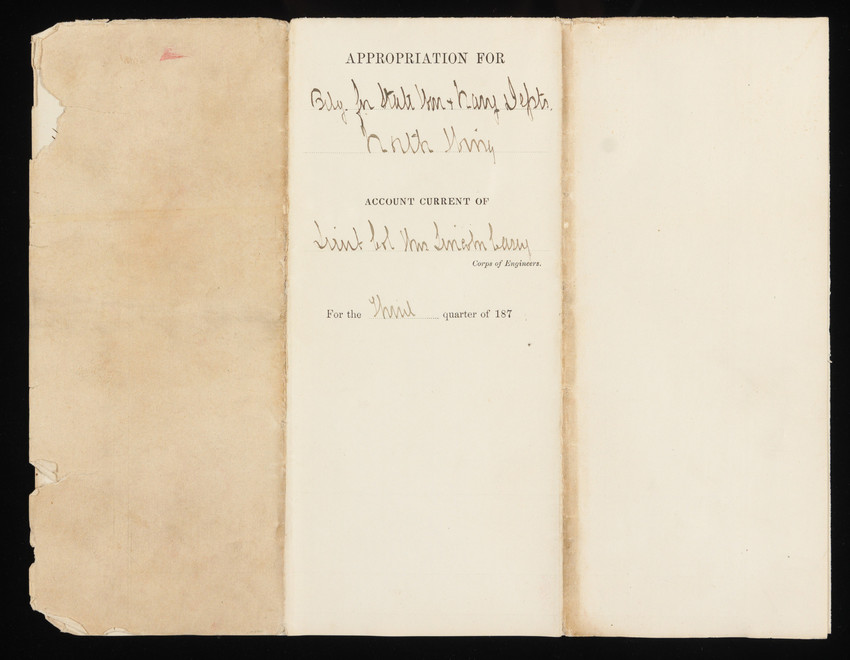 APPROPRIATION FOR
Bdg. for State War & Navy Depts.
North Wing
ACCOUNT CURRENT OF
Lieut Col Thos Lincoln Casey
Corps of Engineers.
For the Third quarter of 187